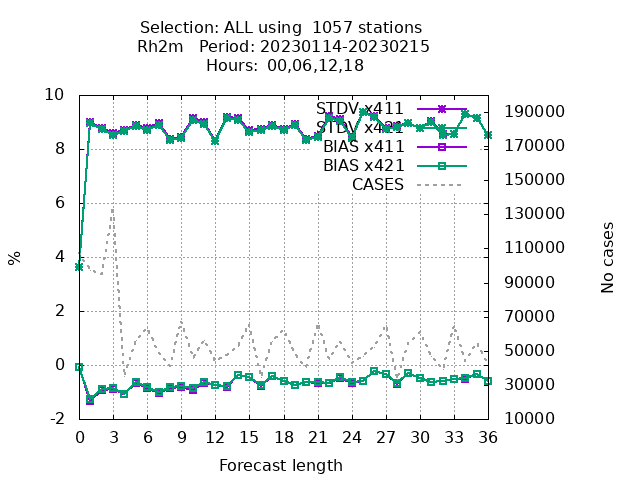 Selection: ALL using  1057 stations
Rh2m   Period: 20230114-20230215
Hours:  00,06,12,18
STDV x411
STDV x421
BIAS x411
BIAS x421
CASES
10
8
6
4
2
0
-2
%
190000
170000
150000
130000
110000
90000
70000
50000
30000
10000
No cases
0 3 6 9 12 15 18 21 24 27 30 33 36
Forecast length